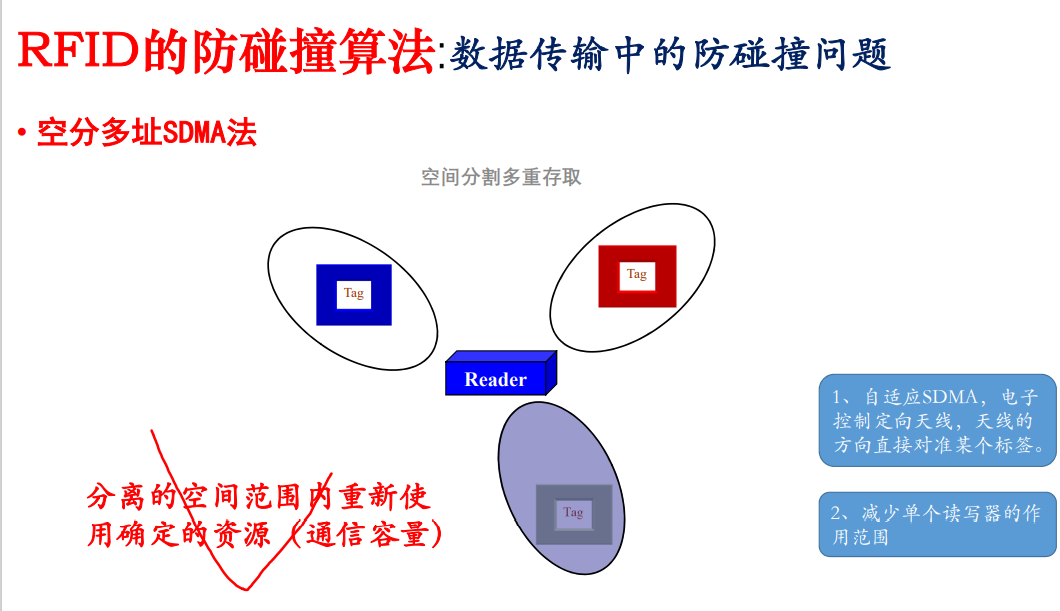 RFID的防碰撞算法:数据传输中的防碰撞问题
• 空分多址SDMA法
空间分割多重存取
Tag
Tag
Reader
Tag
分离的空间范围内重新使
用确定的资源（通信容量）
1、自适应SDMA，电子
控制定向天线，天线的
方向直接对准某个标签。
2、减少单个读写器的作
用范围